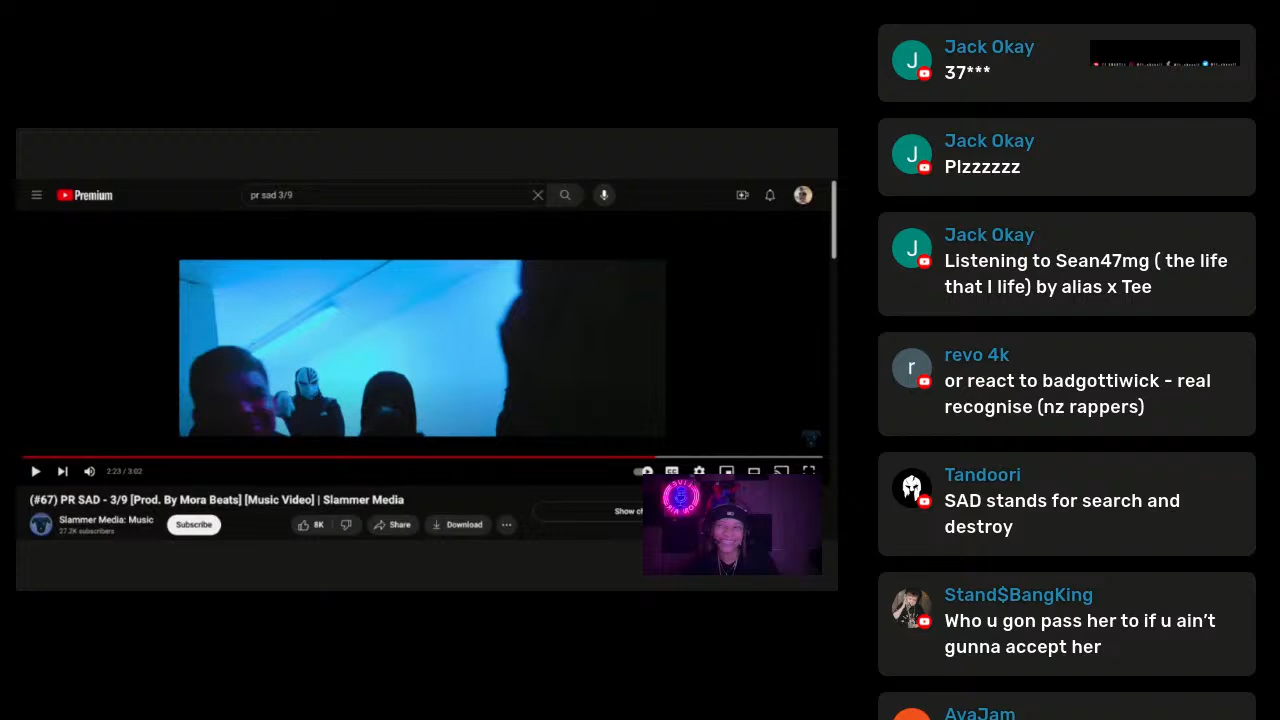 Premium
pr sad 3/9
2:23 / 3:02
(#67) PR SAD - 3/9 [Prod. By Mora Beats] [Music Video] | Slammer Media
Slammer Media: Music
27.2K subscribers
Subscribe
8K
Share
Download
Show ch
Jack Okay
37***
Jack Okay
Plzzzzzz
Jack Okay
Listening to Sean47mg ( the life
that I life) by alias x Tee
revo 4k
or react to badgottiwick - real
recognise (nz rappers)
Tandoori
SAD stands for search and
destroy
Stand$BangKing
Who u gon pass her to if u ain’t
gunna accept her
AvaJam